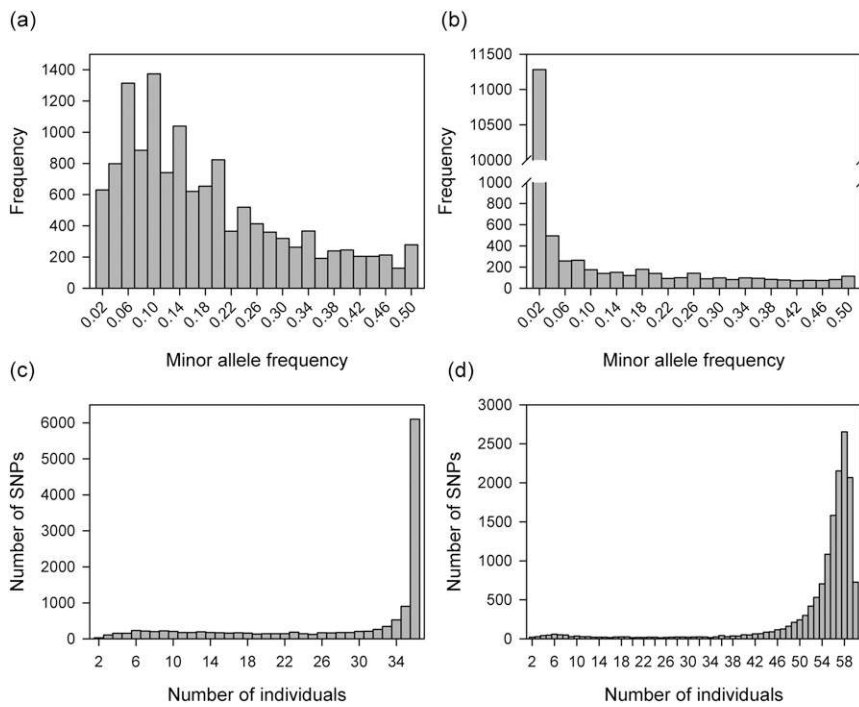 (a)
1400
1200
1000
800
600
400
200
0
Frequency
0.02 0.06 0.10 0.14 0.18 0.22 0.26 0.30 0.34 0.38 0.42 0.46 0.50
Minor allele frequency
(b)
11500
11000
10500
10000
1000
800
600
400
200
0
Frequency
0.02 0.06 0.10 0.14 0.18 0.22 0.26 0.30 0.34 0.38 0.42 0.46 0.50
Minor allele frequency
(c)
6000
5000
4000
3000
2000
1000
0
Number of SNPs
2 6 10 14 18 22 26 30 34
Number of individuals
(d)
3000
2500
2000
1500
1000
500
0
Number of SNPs
2 6 10 14 18 22 26 30 34 38 42 46 50 54 58
Number of individuals